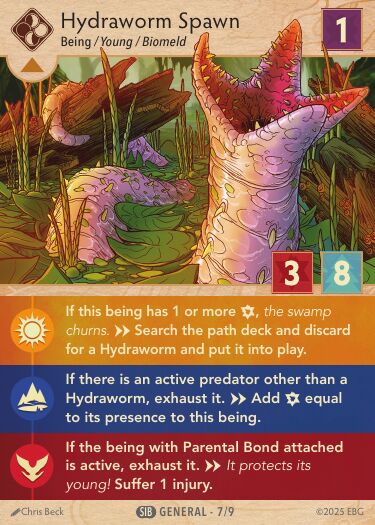 Hydraworm Spawn
1
Being / Young / Biomeld
3
8
If this being has 1 or more , the swamp
churns. Search the path deck and discard
for a Hydraworm and put it into play.
If there is an active predator other than a
Hydraworm, exhaust it. Add equal
to its presence to this being.
If the being with Parental Bond attached
is active, exhaust it. It protects its
young! Suffer 1 injury.
Chris Beck
SIB GENERAL - 7/9
©2025 EBG